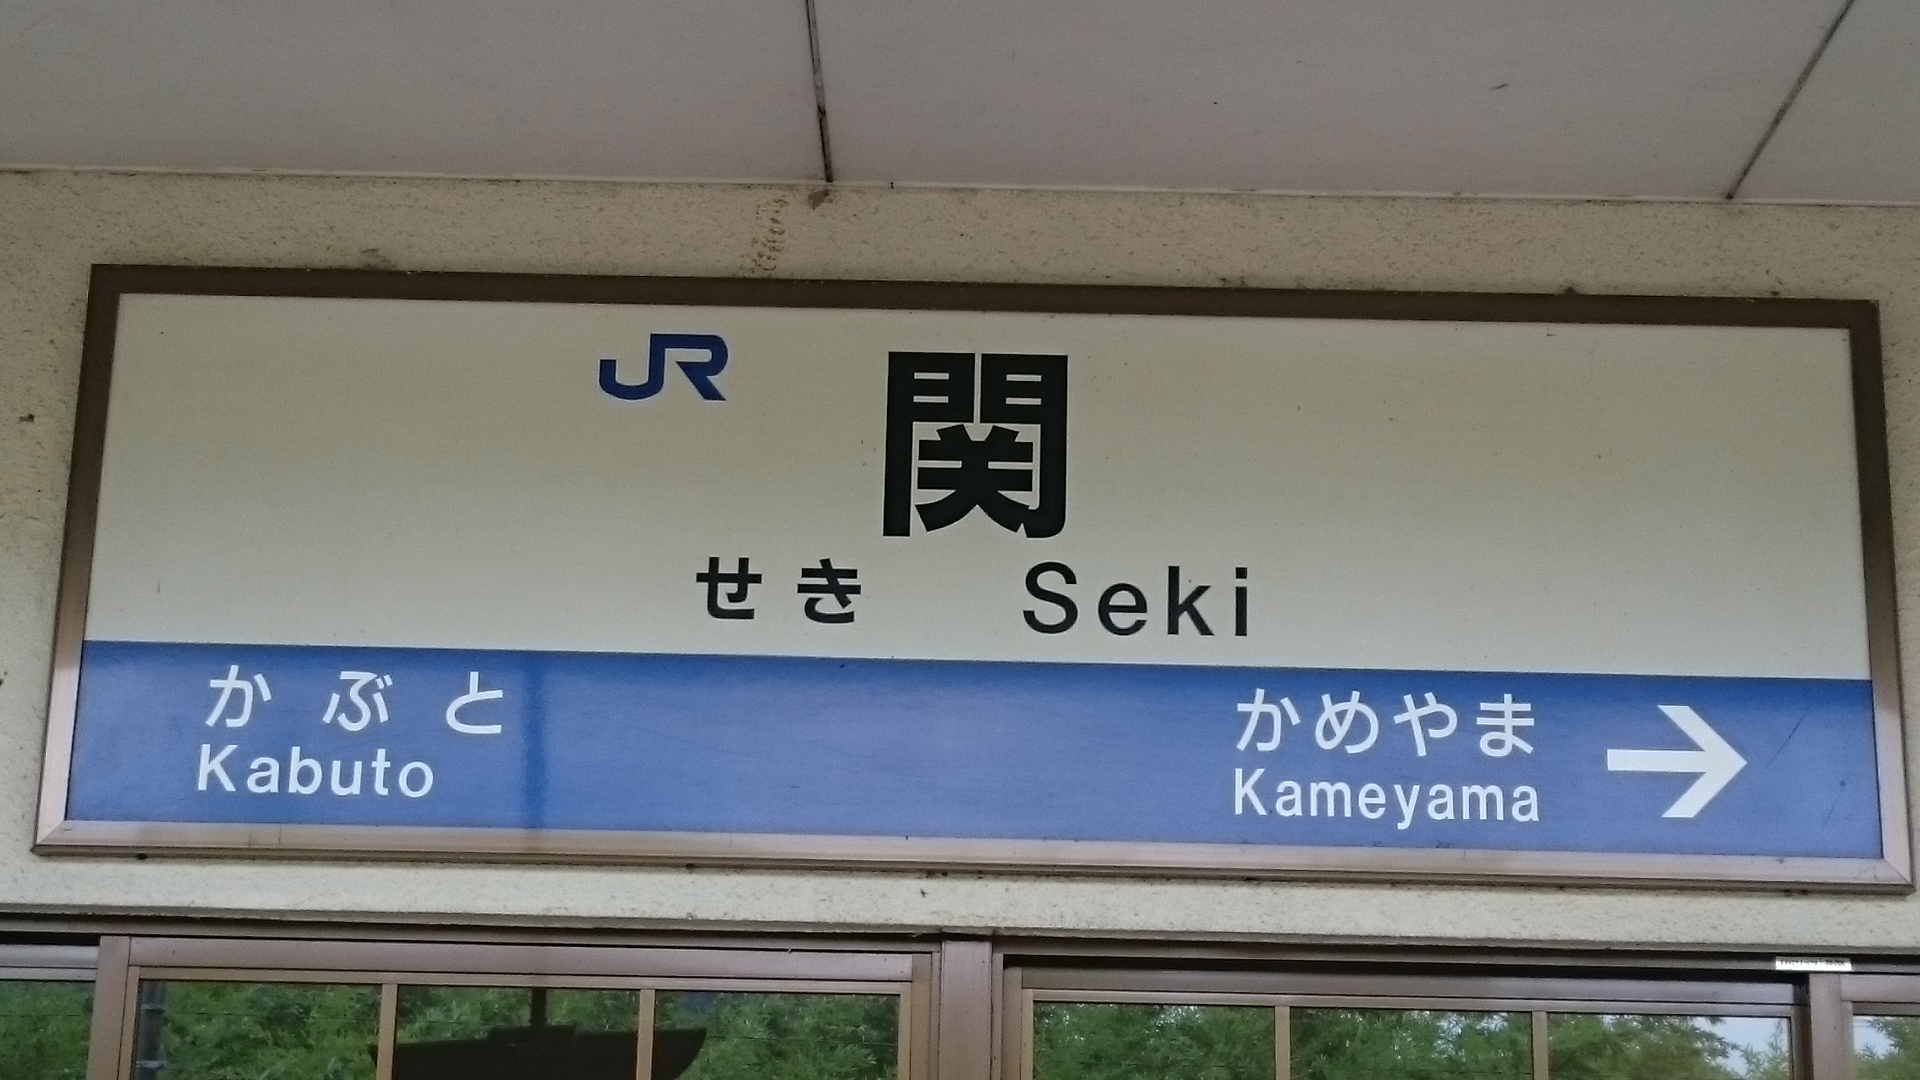 JR
関
せき Seki
かぶと かめやま →
Kabuto Kameyama